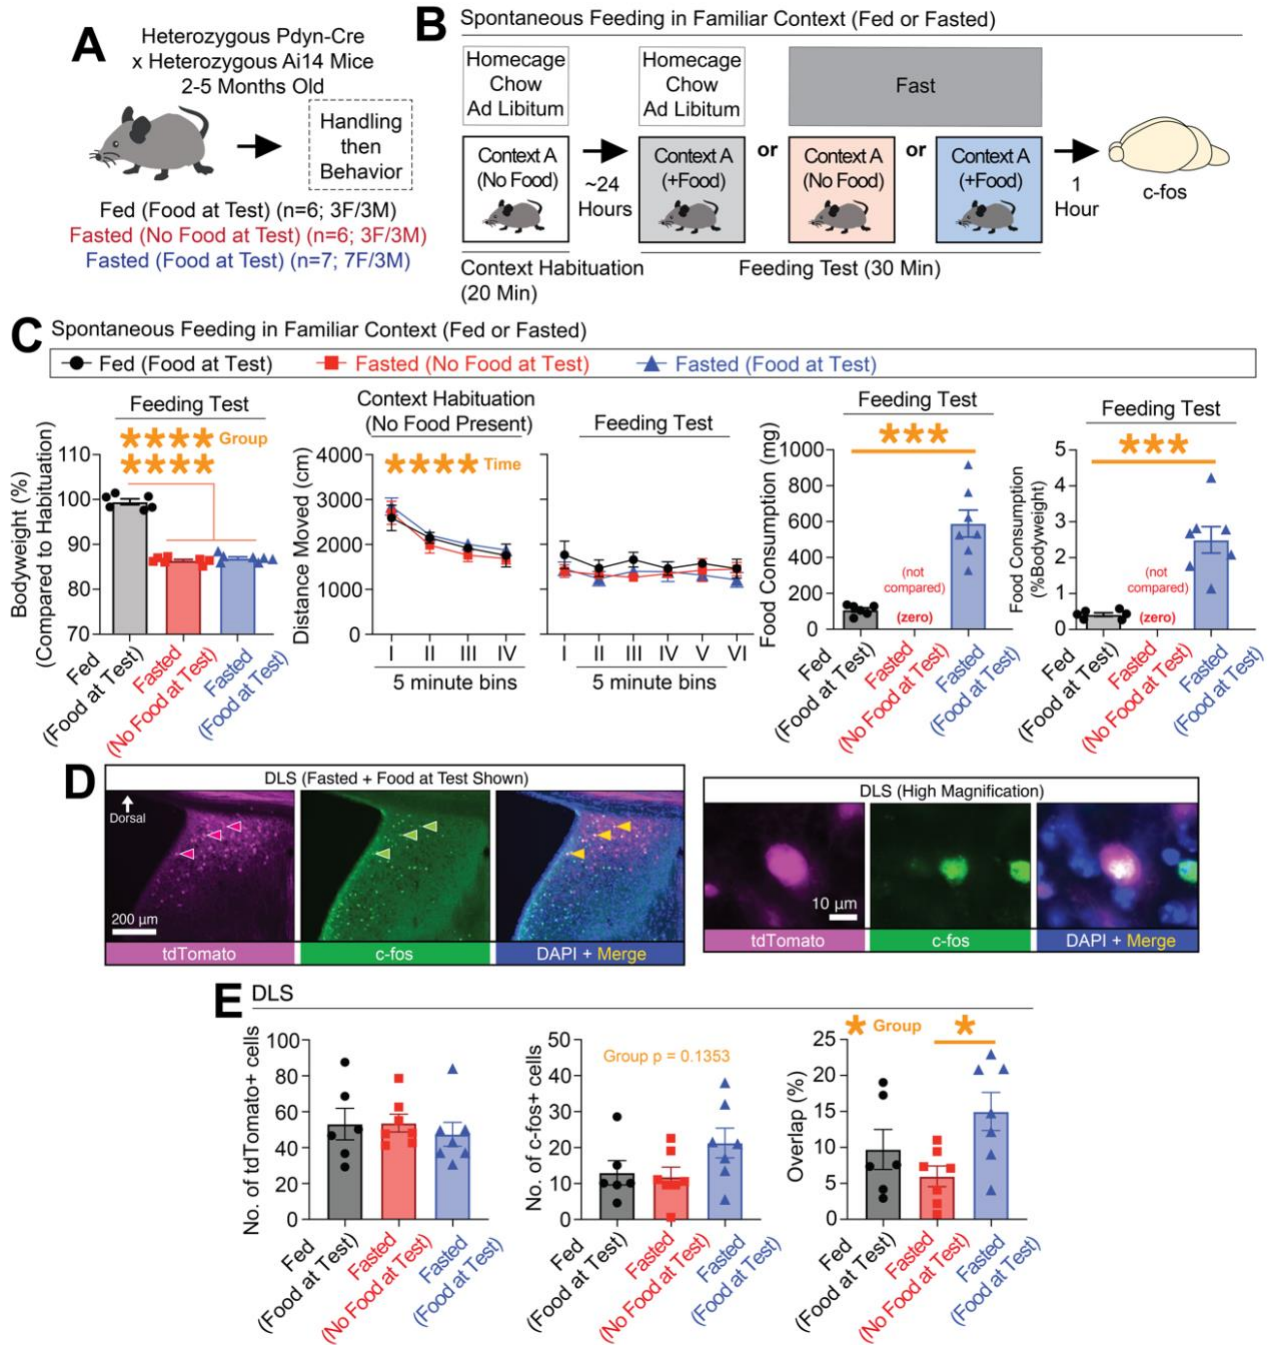 A
Heterozygous Pdyn-Cre
x Heterozygous Ai14 Mice
2-5 Months Old
Handling
then
Behavior
Fed (Food at Test) (n=6; 3F/3M)
Fasted (No Food at Test) (n=6; 3F/3M)
Fasted (Food at Test) (n=7; 7F/3M)
B
Spontaneous Feeding in Familiar Context (Fed or Fasted)
Homecage
Chow
Ad Libitum
Homecage
Chow
Ad Libitum
Fast
Context A
(No Food)
~24
Hours
Context A
(+Food)
or
Context A
(No Food)
or
Context A
(+Food)
1
Hour
c-fos
Context Habituation
(20 Min)
Feeding Test (30 Min)
C
Spontaneous Feeding in Familiar Context (Fed or Fasted)
Fed (Food at Test)
Fasted (No Food at Test)
Fasted (Food at Test)
Feeding Test
**** Group
****
Bodyweight (%)
(Compared to Habituation)
110
100
90
80
70
Fed
(Food at Test)
Fasted
(No Food at Test)
Fasted
(Food at Test)
Context Habituation
(No Food Present)
**** Time
Distance Moved (cm)
4000
3000
2000
1000
0
I II III IV
5 minute bins
Feeding Test
4000
3000
2000
1000
0
I II III IV V VI
5 minute bins
Feeding Test
***
Food Consumption (mg)
1000
800
600
400
200
0
(not
compared)
(zero)
Fed
(Food at Test)
Fasted
(No Food at Test)
Fasted
(Food at Test)
Feeding Test
***
Food Consumption
(%Bodyweight)
5
4
3
2
1
0
(not
compared)
(zero)
Fed
(Food at Test)
Fasted
(No Food at Test)
Fasted
(Food at Test)
D
DLS (Fasted + Food at Test Shown)
Dorsal
200 µm
tdTomato
c-fos
DAPI + Merge
DLS (High Magnification)
10 µm
tdTomato
c-fos
DAPI + Merge
E
DLS
No. of tdTomato+ cells
100
80
60
40
20
0
Fed
(Food at Test)
Fasted
(No Food at Test)
Fasted
(Food at Test)
No. of c-fos+ cells
50
40
30
20
10
0
Group p = 0.1353
Fed
(Food at Test)
Fasted
(No Food at Test)
Fasted
(Food at Test)
* Group
*
Overlap (%)
25
20
15
10
5
0
Fed
(Food at Test)
Fasted
(No Food at Test)
Fasted
(Food at Test)